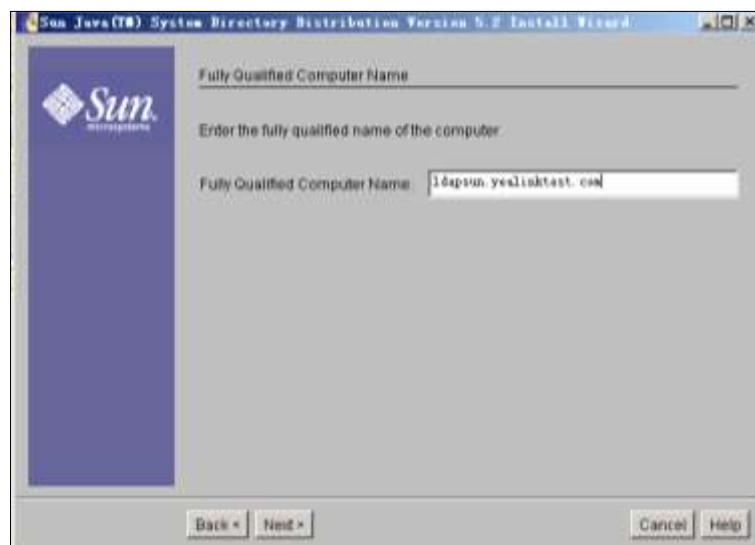 Sun Java(TM) System Directory Distribution Version 5.2 Install Wizard
Sun
microsystems
Fully Qualified Computer Name
Enter the fully qualified name of the computer
Fully Qualified Computer Name: ldapsun.yealinktest.com
Back < Next > Cancel Help